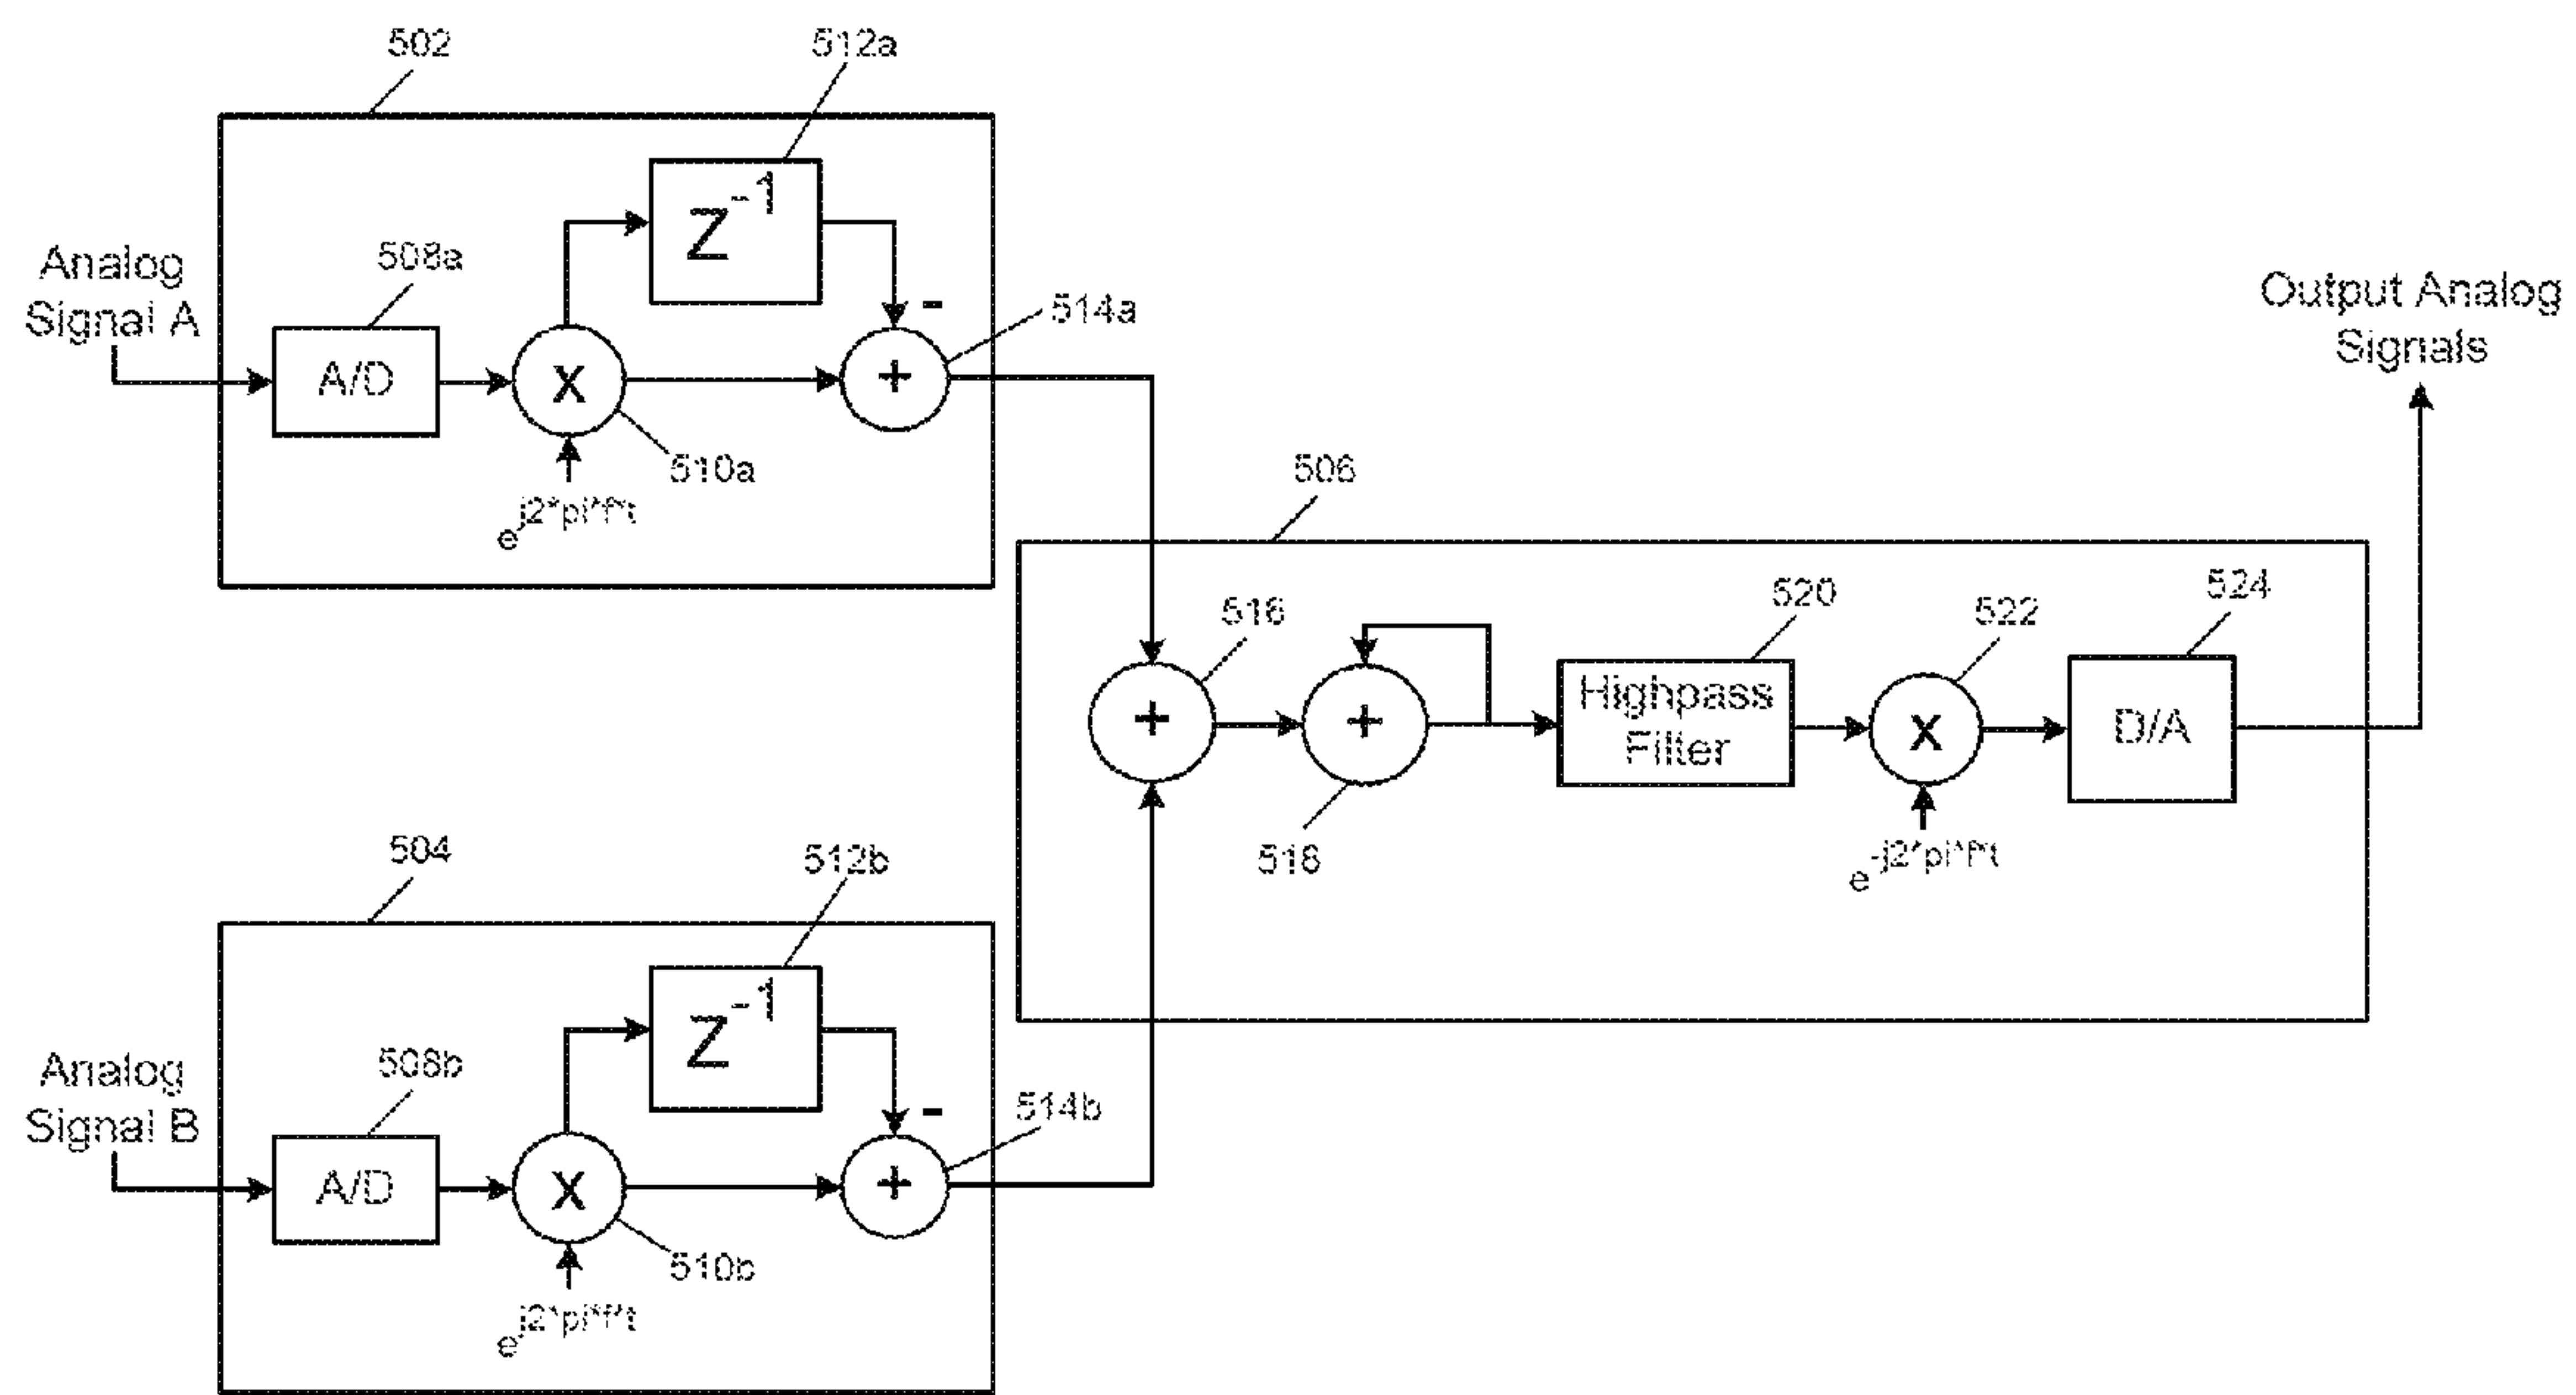 502
512a
Z-1
Analog
Signal A
508a
A/D
X
-
+
514a
510a
ej2*pi*f*t
Output Analog
Signals
506
516
+
518
+
520
Highpass
Filter
522
X
e-j2*pi*f*t
524
D/A
504
512b
Z-1
Analog
Signal B
508b
A/D
X
-
+
514b
510b
ej2*pi*f*t